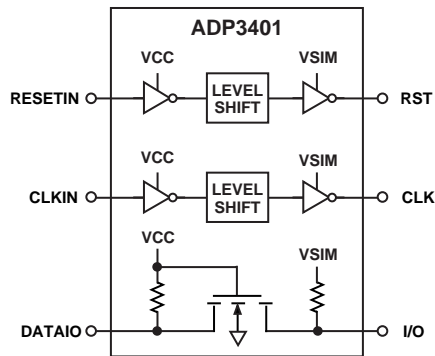 ADP3401
VCC
VSIM
RESETIN
LEVEL
SHIFT
RST
VCC
VSIM
CLKIN
LEVEL
SHIFT
CLK
VCC
VSIM
DATAIO
I/O